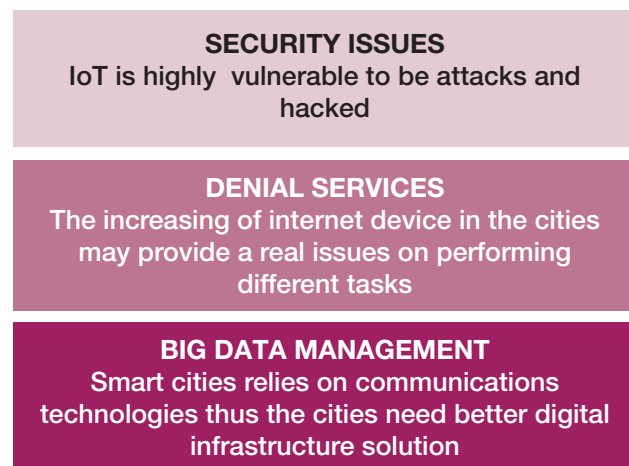 SECURITY ISSUES
IoT is highly vulnerable to be attacks and
hacked
DENIAL SERVICES
The increasing of internet device in the cities
may provide a real issues on performing
different tasks
BIG DATA MANAGEMENT
Smart cities relies on communications
technologies thus the cities need better digital
infrastructure solution